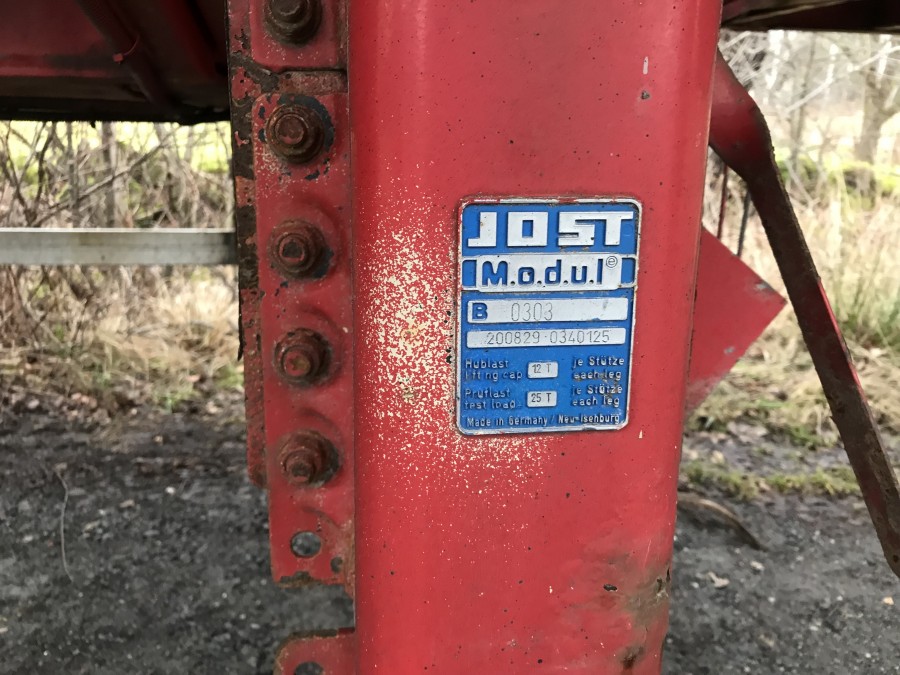 JOST
M.o.d.u.l ®
B 0303
200829-0340125
Hublast je Stütze
lifting cap. 12 T each leg
Prüflast je Stütze
test load 25 T each leg
Made in Germany / Neu-Isenburg